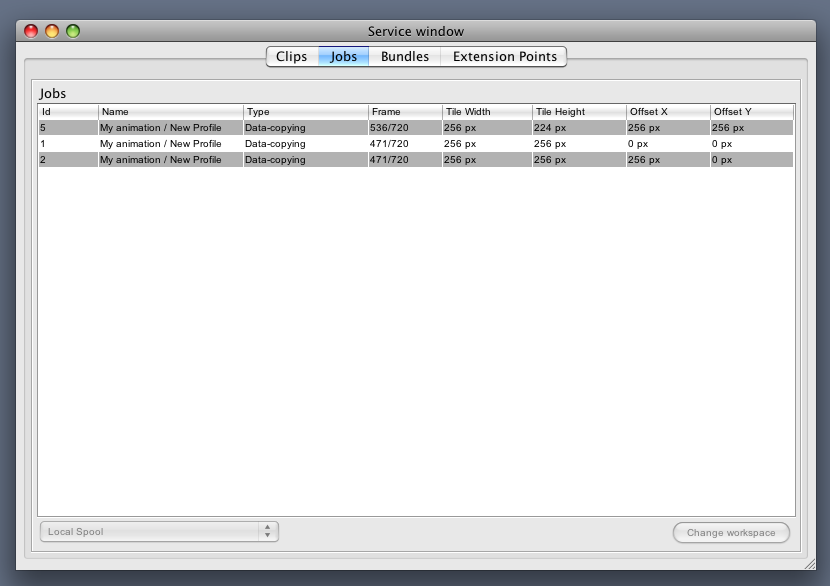 Service window
Clips Jobs Bundles Extension Points
Jobs
Id Name Type Frame Tile Width Tile Height Offset X Offset Y
5 My animation / New Profile Data-copying 536/720 256 px 224 px 256 px 256 px
1 My animation / New Profile Data-copying 471/720 256 px 256 px 0 px 0 px
2 My animation / New Profile Data-copying 471/720 256 px 256 px 256 px 0 px
Local Spool Change workspace